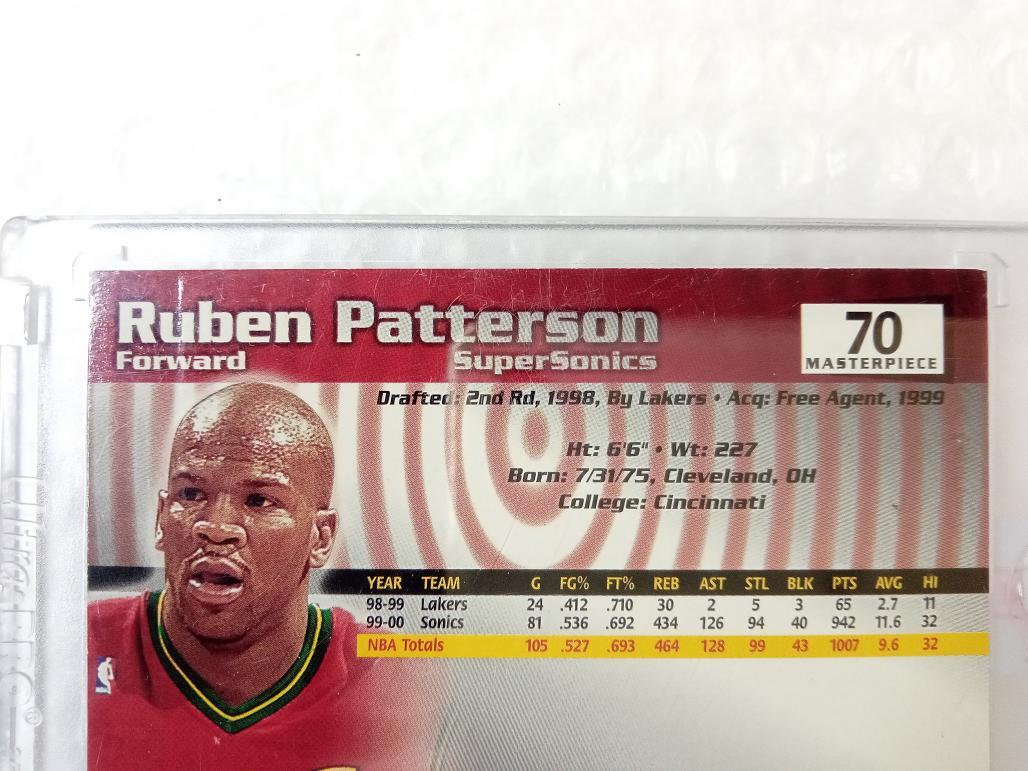 Ruben Patterson
Forward SuperSonics
70
MASTERPIECE
Drafted: 2nd Rd, 1998, By Lakers • Acq: Free Agent, 1999
Ht: 6'6" • Wt: 227
Born: 7/31/75, Cleveland, OH
College: Cincinnati
YEAR TEAM G FG% FT% REB AST STL BLK PTS AVG HI
98-99 Lakers 24 .412 .710 30 2 5 3 65 2.7 11
99-00 Sonics 81 .536 .692 434 126 94 40 942 11.6 32
NBA Totals 105 .527 .693 464 128 99 43 1007 9.6 32